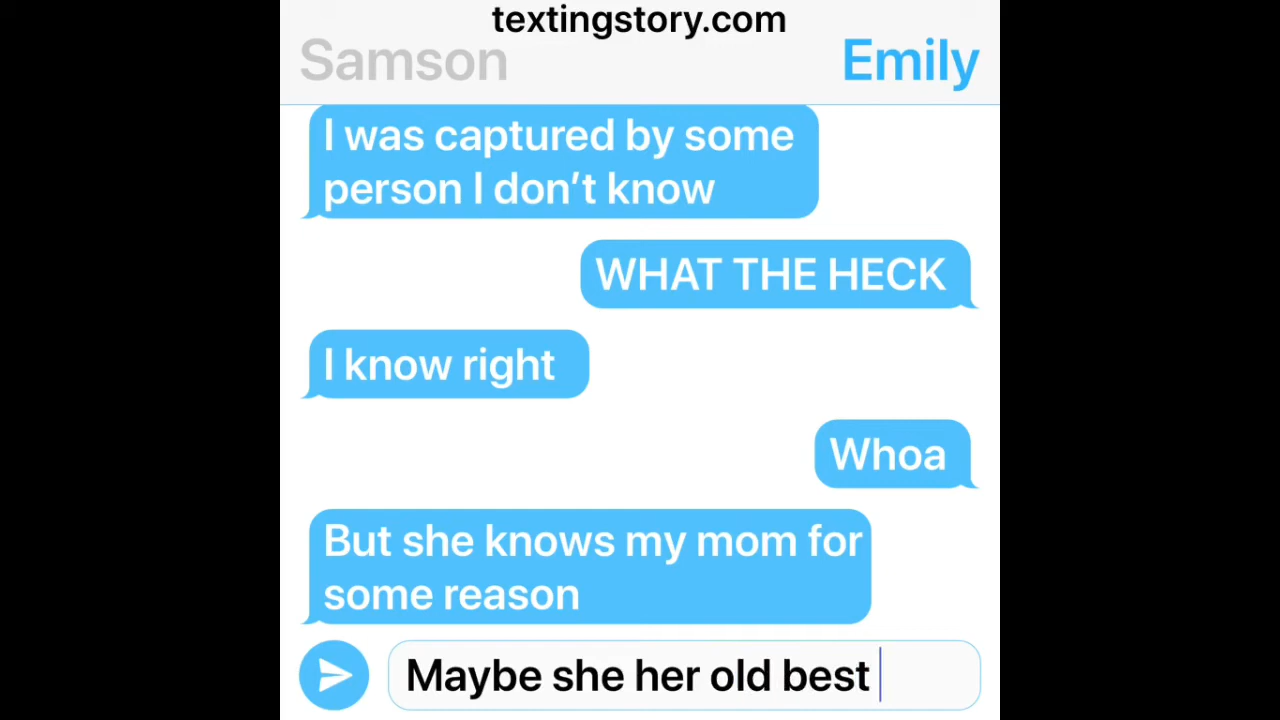 textingstory.com
Samson
Emily
I was captured by some
person I don’t know
WHAT THE HECK
I know right
Whoa
But she knows my mom for
some reason
Maybe she her old best